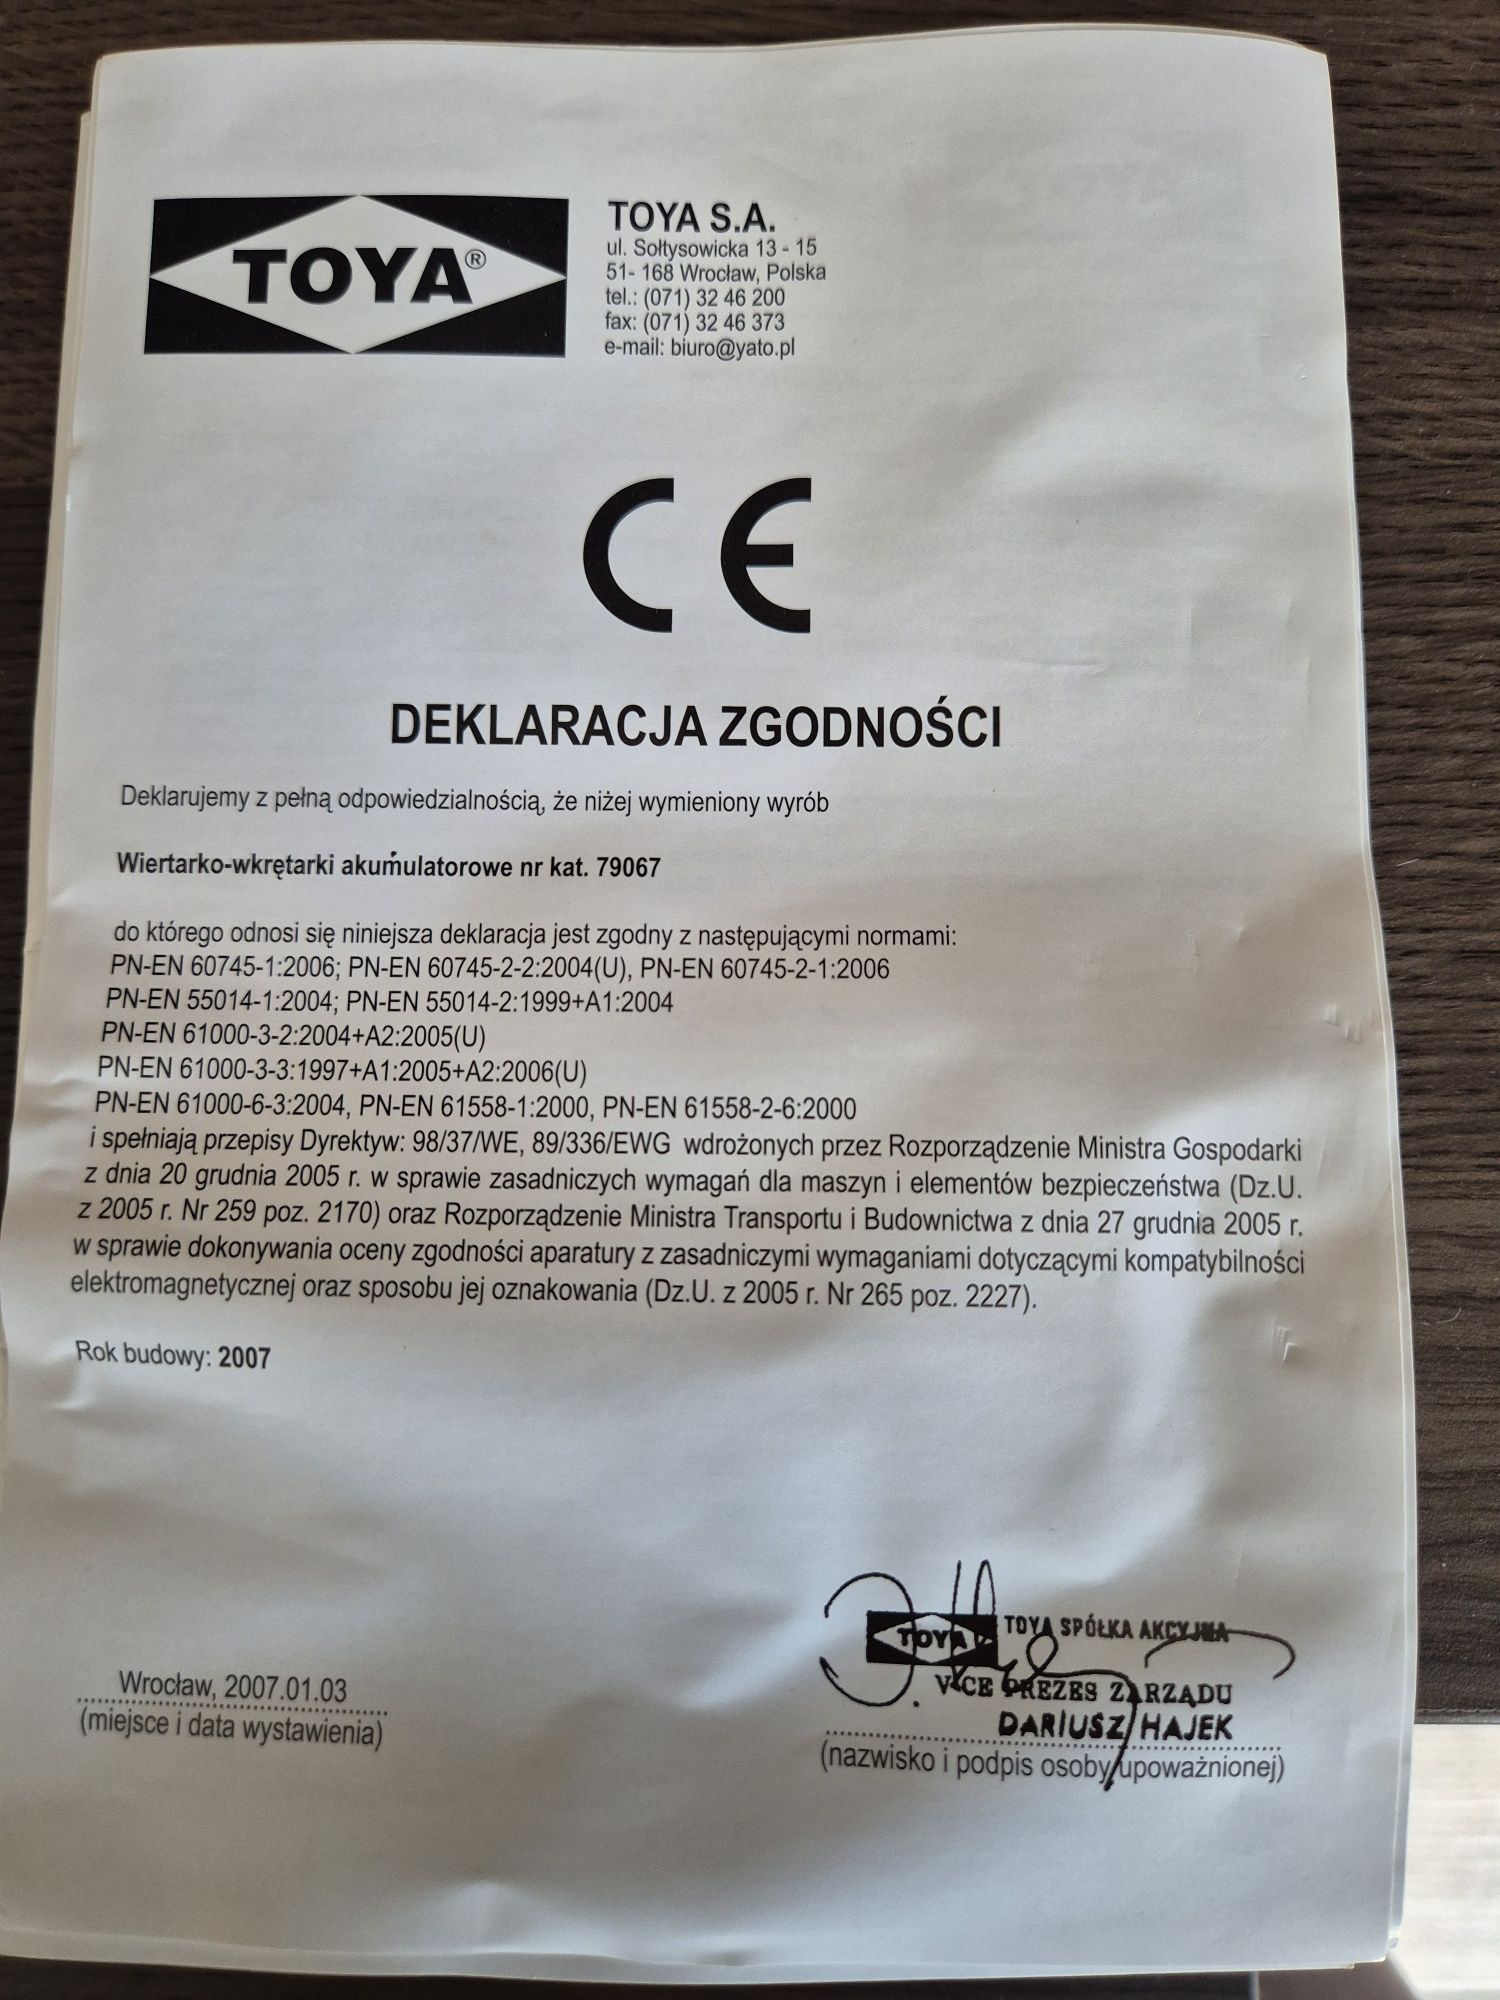 TOYA®
TOYA S.A.
ul. Sołtysowicka 13 - 15
51- 168 Wrocław, Polska
tel.: (071) 32 46 200
fax: (071) 32 46 373
e-mail: biuro@yato.pl
CE
DEKLARACJA ZGODNOŚCI
Deklarujemy z pełną odpowiedzialnością, że niżej wymieniony wyrób
Wiertarko-wkrętarki akumulatorowe nr kat. 79067
do którego odnosi się niniejsza deklaracja jest zgodny z następującymi normami:
PN-EN 60745-1:2006; PN-EN 60745-2-2:2004(U), PN-EN 60745-2-1:2006
PN-EN 55014-1:2004; PN-EN 55014-2:1999+A1:2004
PN-EN 61000-3-2:2004+A2:2005(U)
PN-EN 61000-3-3:1997+A1:2005+A2:2006(U)
PN-EN 61000-6-3:2004, PN-EN 61558-1:2000, PN-EN 61558-2-6:2000
i spełniają przepisy Dyrektyw: 98/37/WE, 89/336/EWG wdrożonych przez Rozporządzenie Ministra Gospodarki
z dnia 20 grudnia 2005 r. w sprawie zasadniczych wymagań dla maszyn i elementów bezpieczeństwa (Dz.U.
z 2005 r. Nr 259 poz. 2170) oraz Rozporządzenie Ministra Transportu i Budownictwa z dnia 27 grudnia 2005 r.
w sprawie dokonywania oceny zgodności aparatury z zasadniczymi wymaganiami dotyczącymi kompatybilności
elektromagnetycznej oraz sposobu jej oznakowania (Dz.U. z 2005 r. Nr 265 poz. 2227).
Rok budowy: 2007
TOYA TOYA SPÓŁKA AKCYJNA
VICE PREZES ZARZĄDU
DARIUSZ HAJEK
(nazwisko i podpis osoby upoważnionej)
Wrocław, 2007.01.03
(miejsce i data wystawienia)